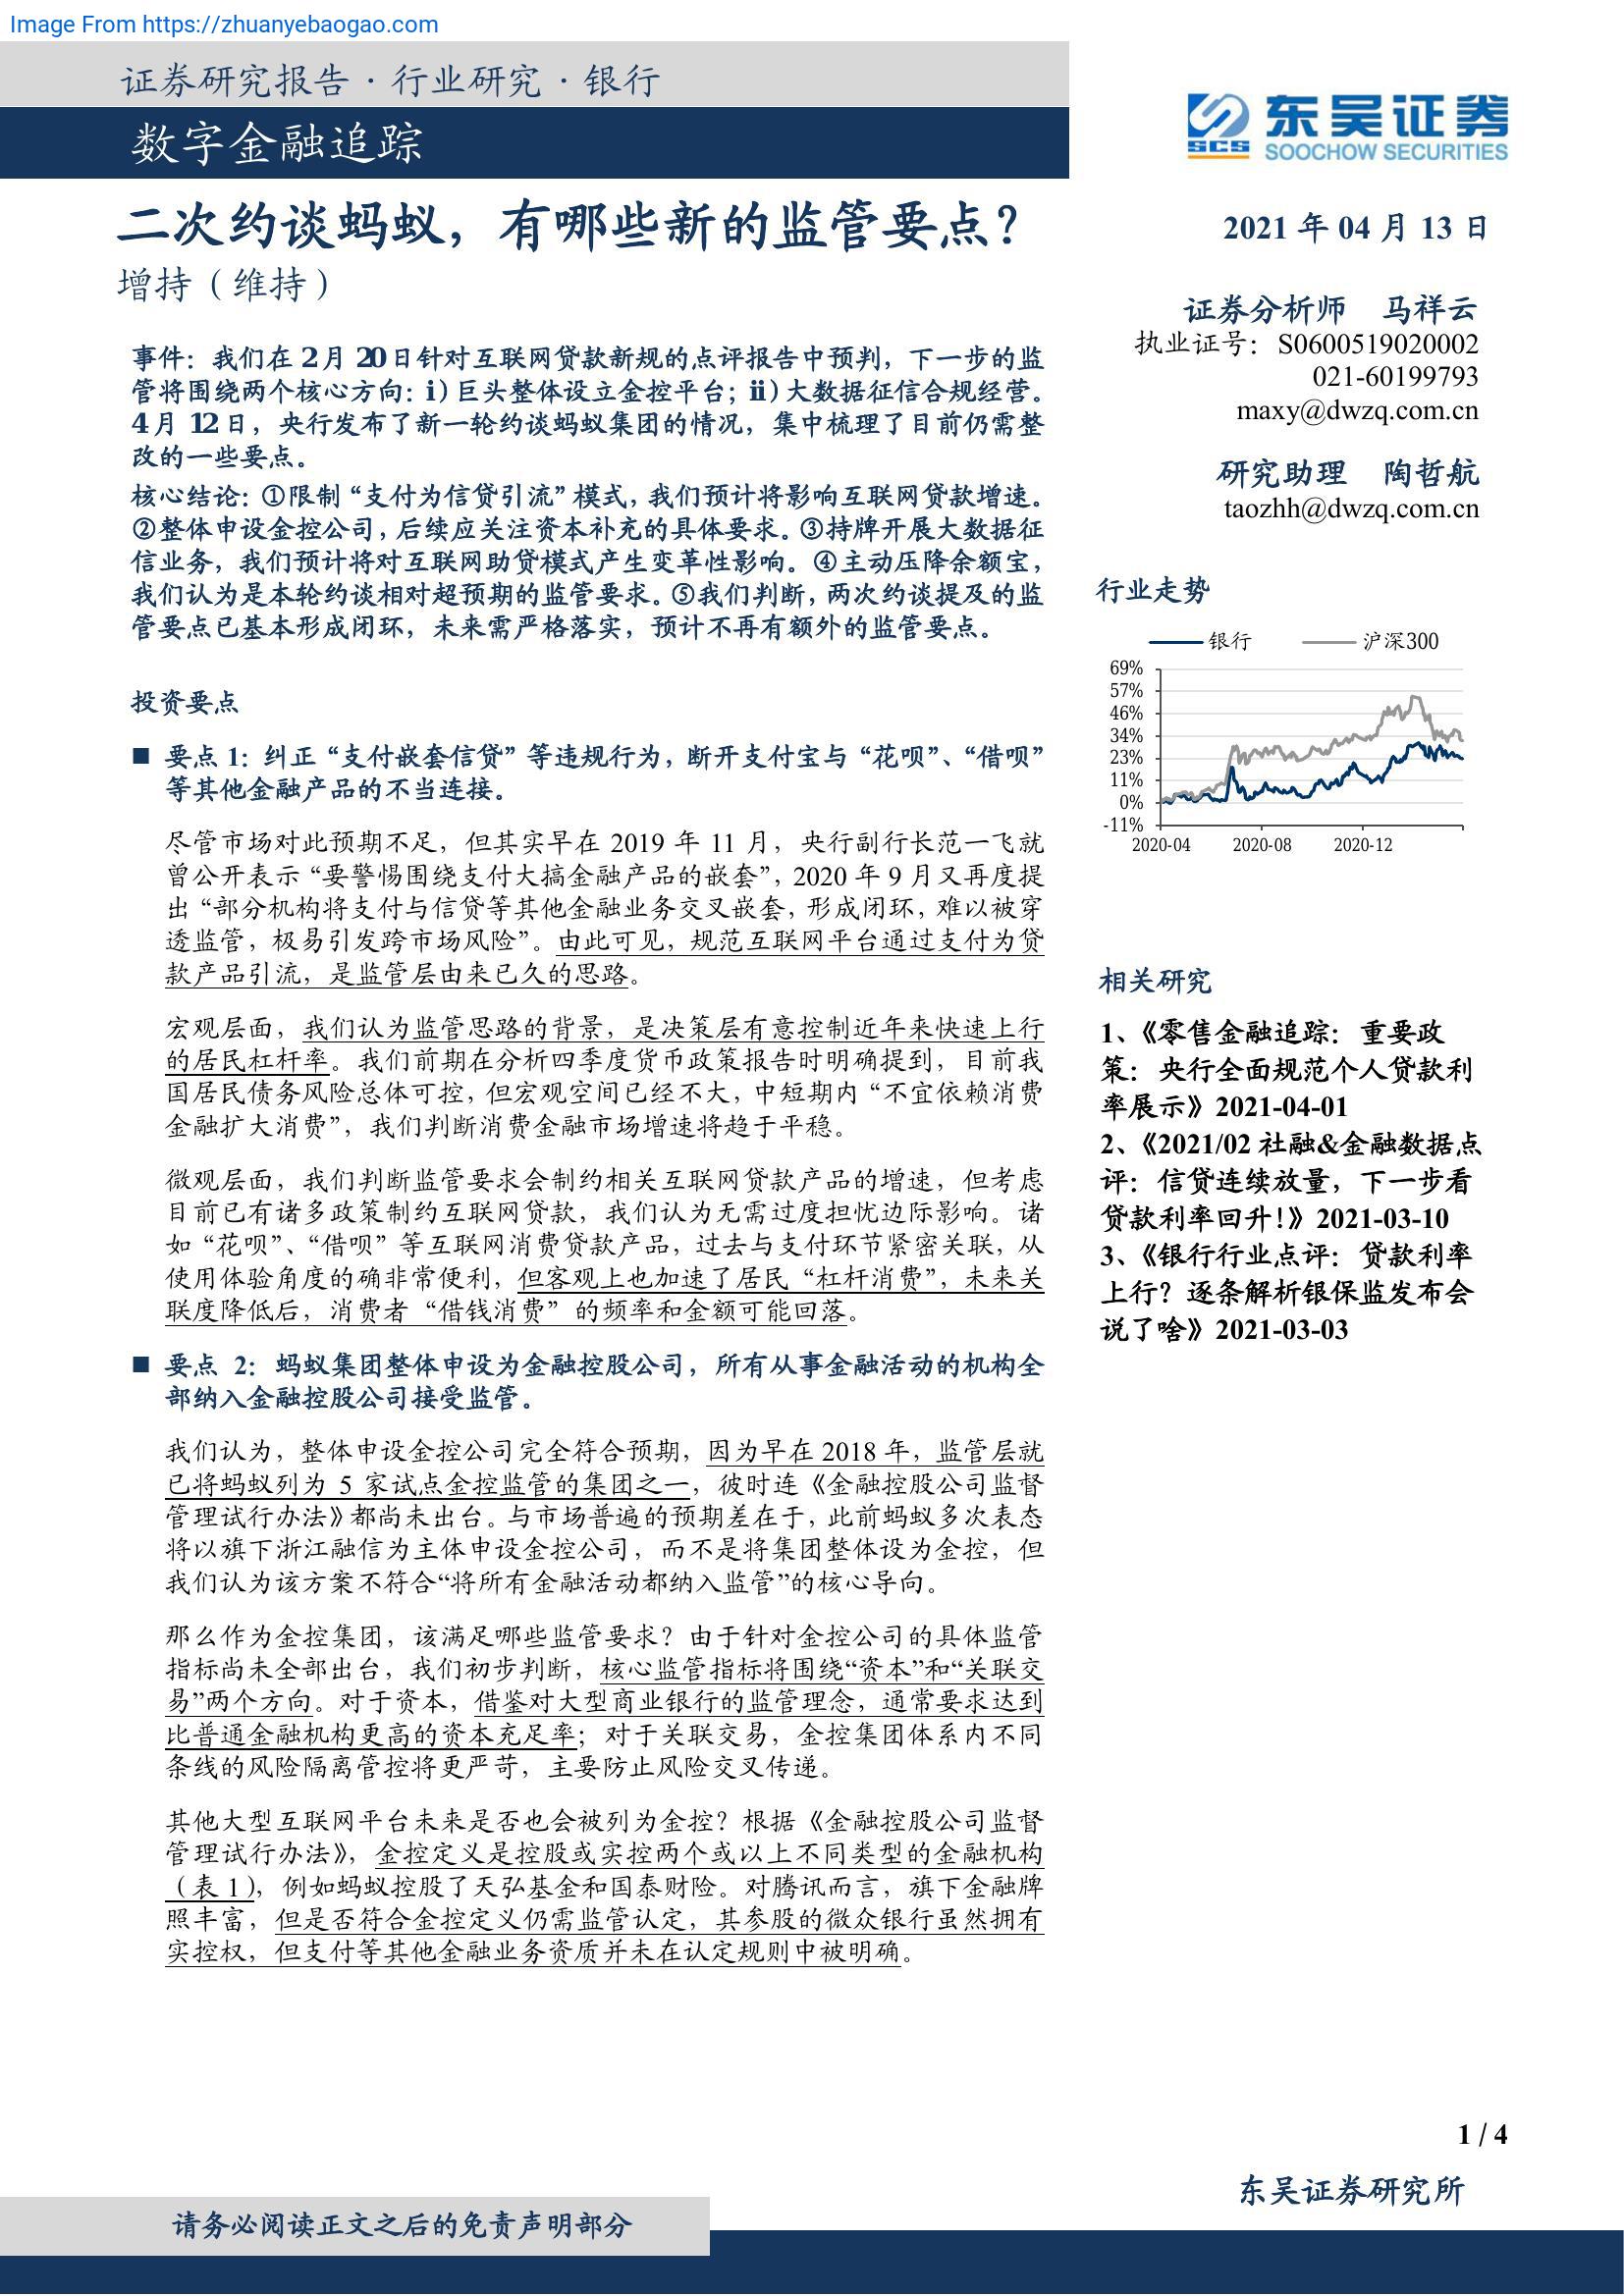 Image From https://zhuanyebaogao.com
证券研究报告·行业研究·银行
数字金融追踪
二次约谈蚂蚁，有哪些新的监管要点？
增持（维持）
事件：我们在 2 月 20 日针对互联网贷款新规的点评报告中预判，下一步的监
管将围绕两个核心方向：i）巨头整体设立金控平台；ii）大数据征信合规经营。
4 月 12 日，央行发布了新一轮约谈蚂蚁集团的情况，集中梳理了目前仍需整
改的一些要点。
核心结论：①限制“支付为信贷引流”模式，我们预计将影响互联网贷款增速。
②整体申设金控公司，后续应关注资本补充的具体要求。③持牌开展大数据征
信业务，我们预计将对互联网助贷模式产生变革性影响。④主动压降余额宝，
我们认为是本轮约谈相对超预期的监管要求。⑤我们判断，两次约谈提及的监
管要点已基本形成闭环，未来需严格落实，预计不再有额外的监管要点。
投资要点
■ 要点 1：纠正“支付嵌套信贷”等违规行为，断开支付宝与“花呗”、“借呗”
等其他金融产品的不当连接。
尽管市场对此预期不足，但其实早在 2019 年 11 月，央行副行长范一飞就
曾公开表示“要警惕围绕支付大搞金融产品的嵌套”，2020 年 9 月又再度提
出“部分机构将支付与信贷等其他金融业务交叉嵌套，形成闭环，难以被穿
透监管，极易引发跨市场风险”。由此可见，规范互联网平台通过支付为贷
款产品引流，是监管层由来已久的思路。
宏观层面，我们认为监管思路的背景，是决策层有意控制近年来快速上行
的居民杠杆率。我们前期在分析四季度货币政策报告时明确提到，目前我
国居民债务风险总体可控，但宏观空间已经不大，中短期内“不宜依赖消费
金融扩大消费”，我们判断消费金融市场增速将趋于平稳。
微观层面，我们判断监管要求会制约相关互联网贷款产品的增速，但考虑
目前已有诸多政策制约互联网贷款，我们认为无需过度担忧边际影响。诸
如“花呗”、“借呗”等互联网消费贷款产品，过去与支付环节紧密关联，从
使用体验角度的确非常便利，但客观上也加速了居民“杠杆消费”，未来关
联度降低后，消费者“借钱消费”的频率和金额可能回落。
■ 要点 2：蚂蚁集团整体申设为金融控股公司，所有从事金融活动的机构全
部纳入金融控股公司接受监管。
我们认为，整体申设金控公司完全符合预期，因为早在 2018 年，监管层就
已将蚂蚁列为 5 家试点金控监管的集团之一，彼时连《金融控股公司监督
管理试行办法》都尚未出台。与市场普遍的预期差在于，此前蚂蚁多次表态
将以旗下浙江融信为主体申设金控公司，而不是将集团整体设为金控，但
我们认为该方案不符合“将所有金融活动都纳入监管”的核心导向。
那么作为金控集团，该满足哪些监管要求？由于针对金控公司的具体监管
指标尚未全部出台，我们初步判断，核心监管指标将围绕“资本”和“关联交
易”两个方向。对于资本，借鉴对大型商业银行的监管理念，通常要求达到
比普通金融机构更高的资本充足率；对于关联交易，金控集团体系内不同
条线的风险隔离管控将更严苛，主要防止风险交叉传递。
其他大型互联网平台未来是否也会被列为金控？根据《金融控股公司监督
管理试行办法》，金控定义是控股或实控两个或以上不同类型的金融机构
（表 1），例如蚂蚁控股了天弘基金和国泰财险。对腾讯而言，旗下金融牌
照丰富，但是否符合金控定义仍需监管认定，其参股的微众银行虽然拥有
实控权，但支付等其他金融业务资质并未在认定规则中被明确。
SCS 东吴证券
SOOCHOW SECURITIES
2021 年 04 月 13 日
证券分析师 马祥云
执业证号：S0600519020002
021-60199793
maxy@dwzq.com.cn
研究助理 陶哲航
taozhh@dwzq.com.cn
行业走势
银行 沪深300
69%
57%
46%
34%
23%
11%
0%
-11%
2020-04 2020-08 2020-12
相关研究
1、《零售金融追踪：重要政
策：央行全面规范个人贷款利
率展示》2021-04-01
2、《2021/02 社融&金融数据点
评：信贷连续放量，下一步看
贷款利率回升！》2021-03-10
3、《银行行业点评：贷款利率
上行？逐条解析银保监发布会
说了啥》2021-03-03
1 / 4
东吴证券研究所
请务必阅读正文之后的免责声明部分